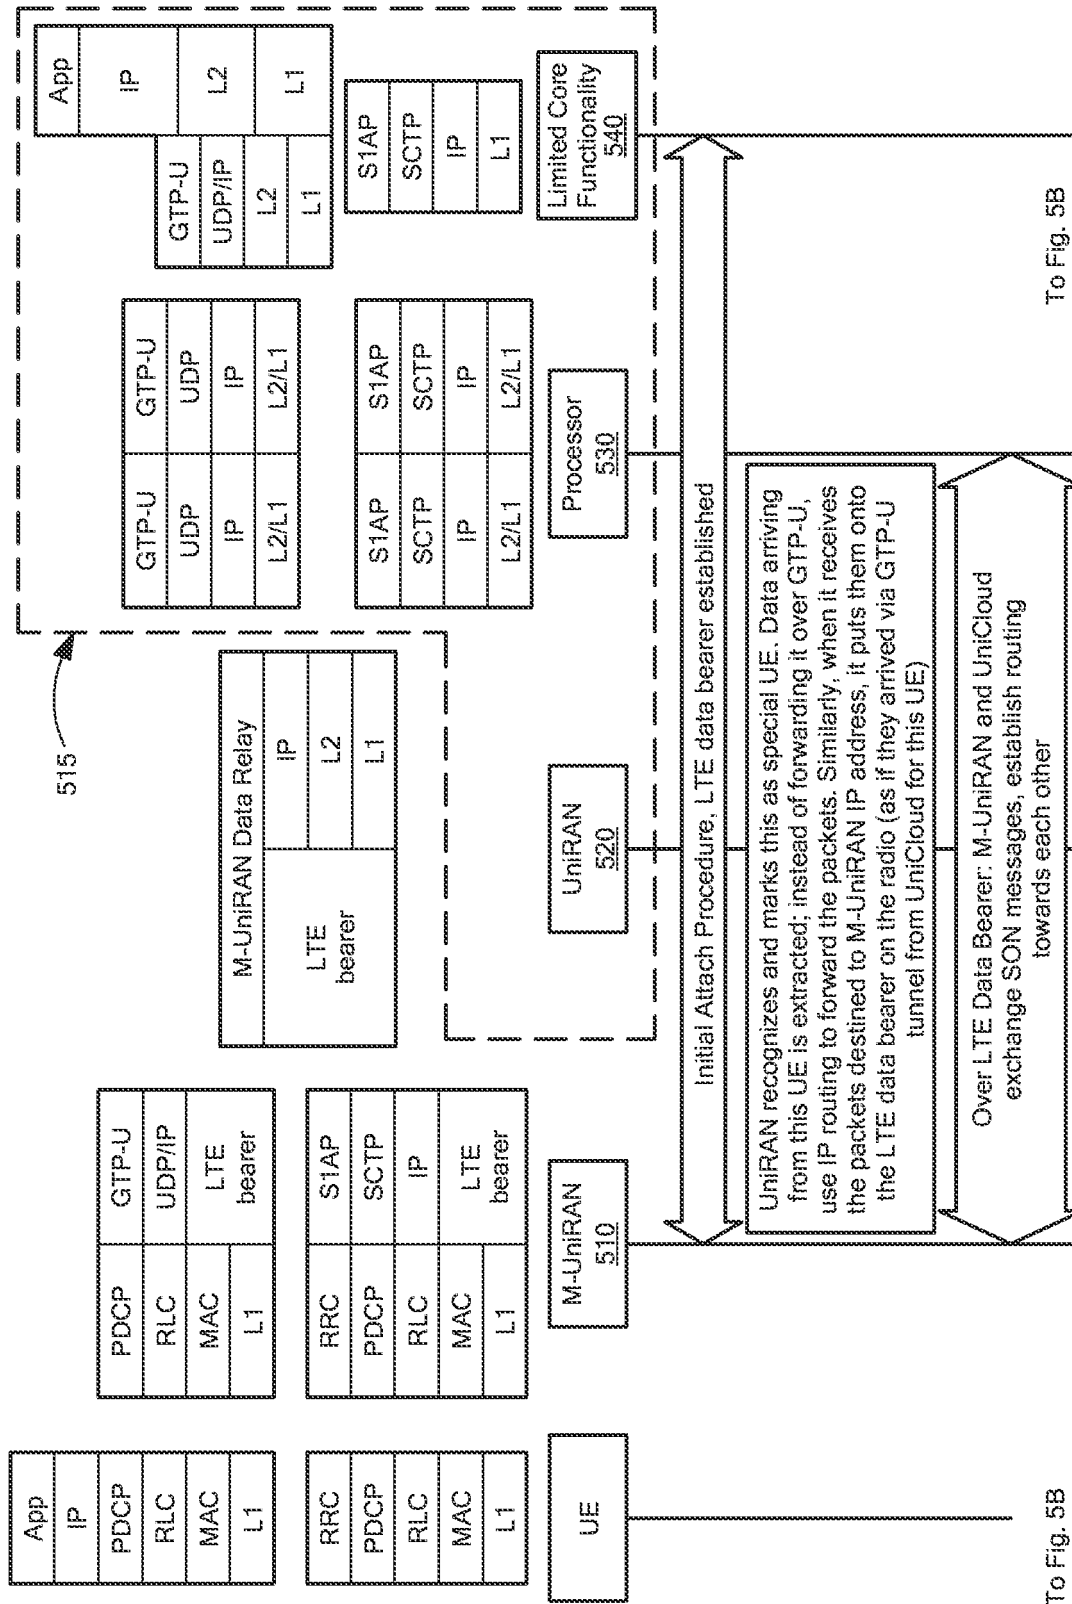 515
App
IP
PDCP
RLC
MAC
L1
RRC
PDCP
RLC
MAC
L1
UE
PDCP
RLC
MAC
L1
GTP-U
UDP/IP
LTE
bearer
RRC
PDCP
RLC
MAC
L1
S1AP
SCTP
IP
LTE
bearer
M-UniRAN
510
M-UniRAN Data Relay
LTE
bearer
IP
L2
L1
UniRAN
520
GTP-U
UDP
IP
L2/L1
GTP-U
UDP
IP
L2/L1
S1AP
SCTP
IP
L2/L1
S1AP
SCTP
IP
L2/L1
Processor
530
GTP-U
UDP/IP
L2
L1
App
IP
L2
L1
S1AP
SCTP
IP
L1
Limited Core
Functionality
540
Initial Attach Procedure, LTE data bearer established
UniRAN recognizes and marks this as special UE. Data arriving
from this UE is extracted; instead of forwarding it over GTP-U,
use IP routing to forward the packets. Similarly, when it receives
the packets destined to M-UniRAN IP address, it puts them onto
the LTE data bearer on the radio (as if they arrived via GTP-U
tunnel from UniCloud for this UE)
Over LTE Data Bearer: M-UniRAN and UniCloud
exchange SON messages, establish routing
towards each other
To Fig. 5B
To Fig. 5B